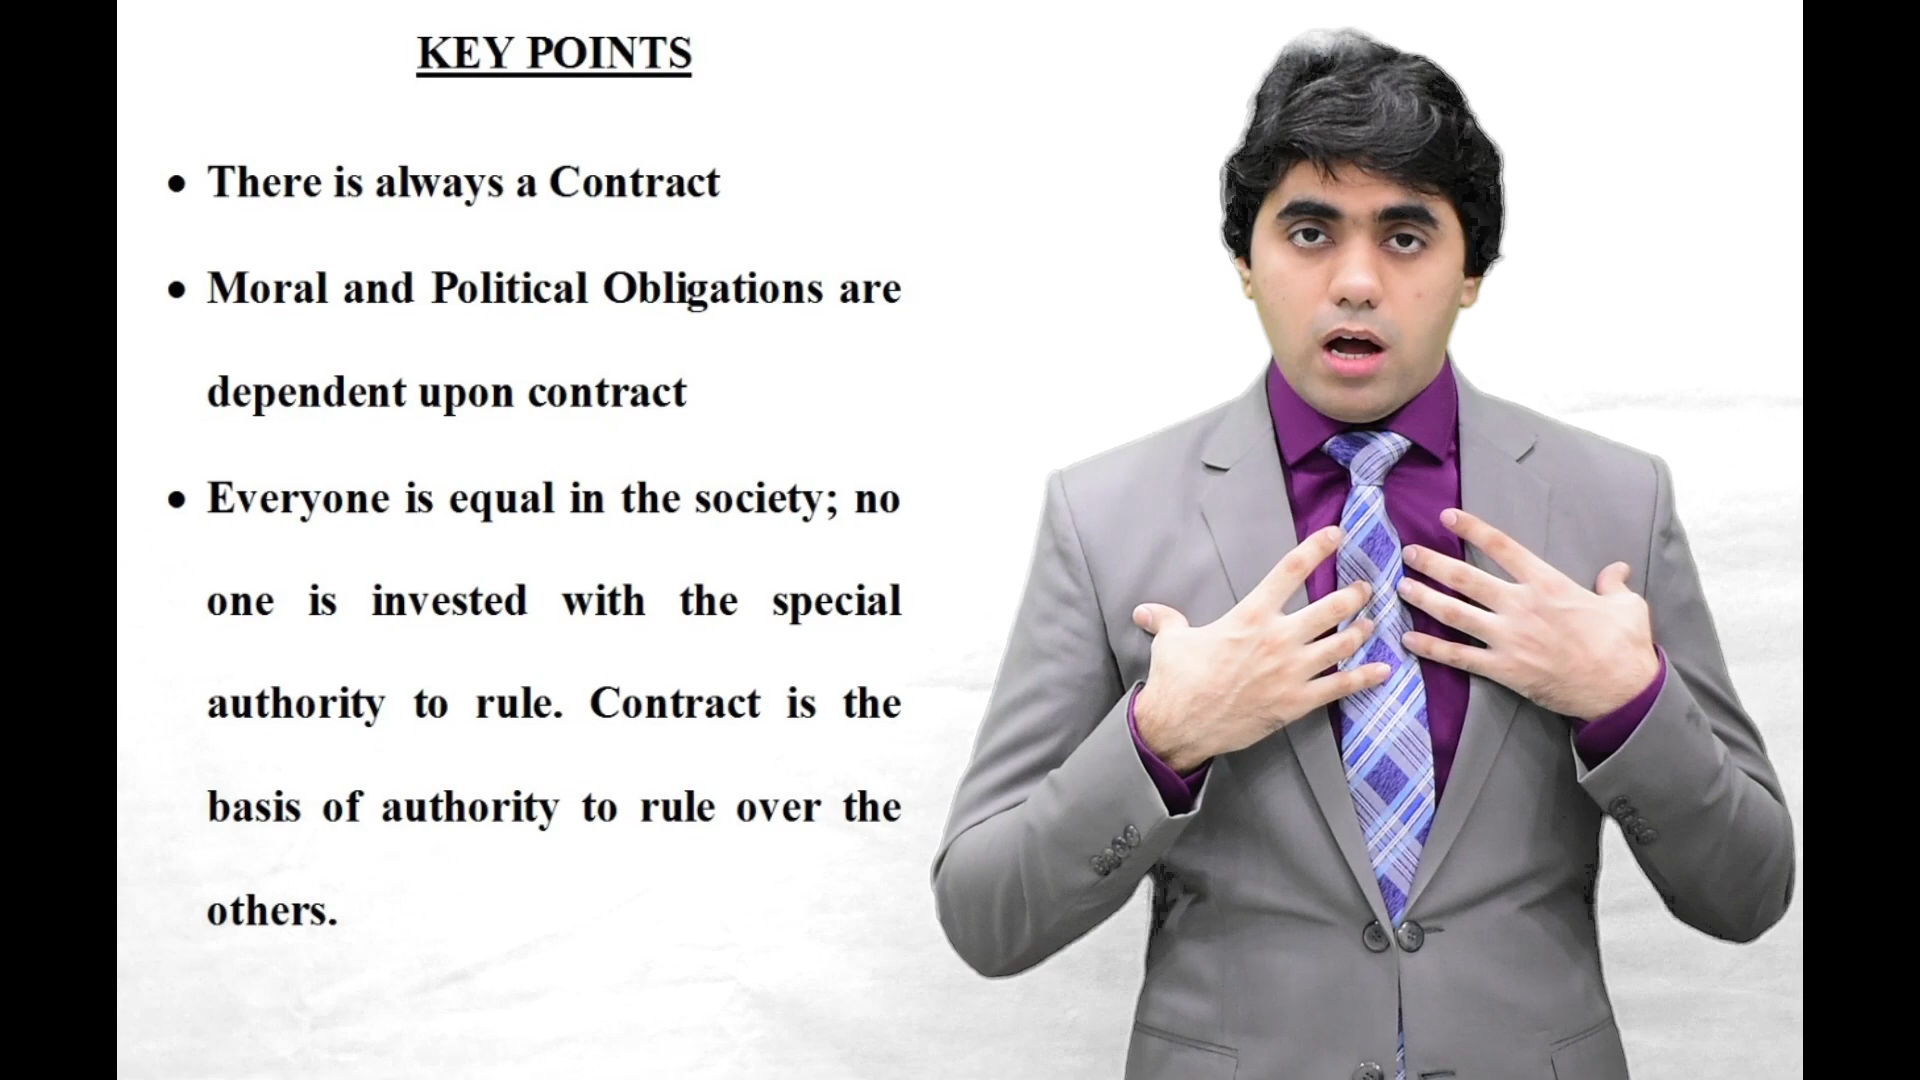 KEY POINTS
• There is always a Contract
• Moral and Political Obligations are
dependent upon contract
• Everyone is equal in the society; no
one is invested with the special
authority to rule. Contract is the
basis of authority to rule over the
others.